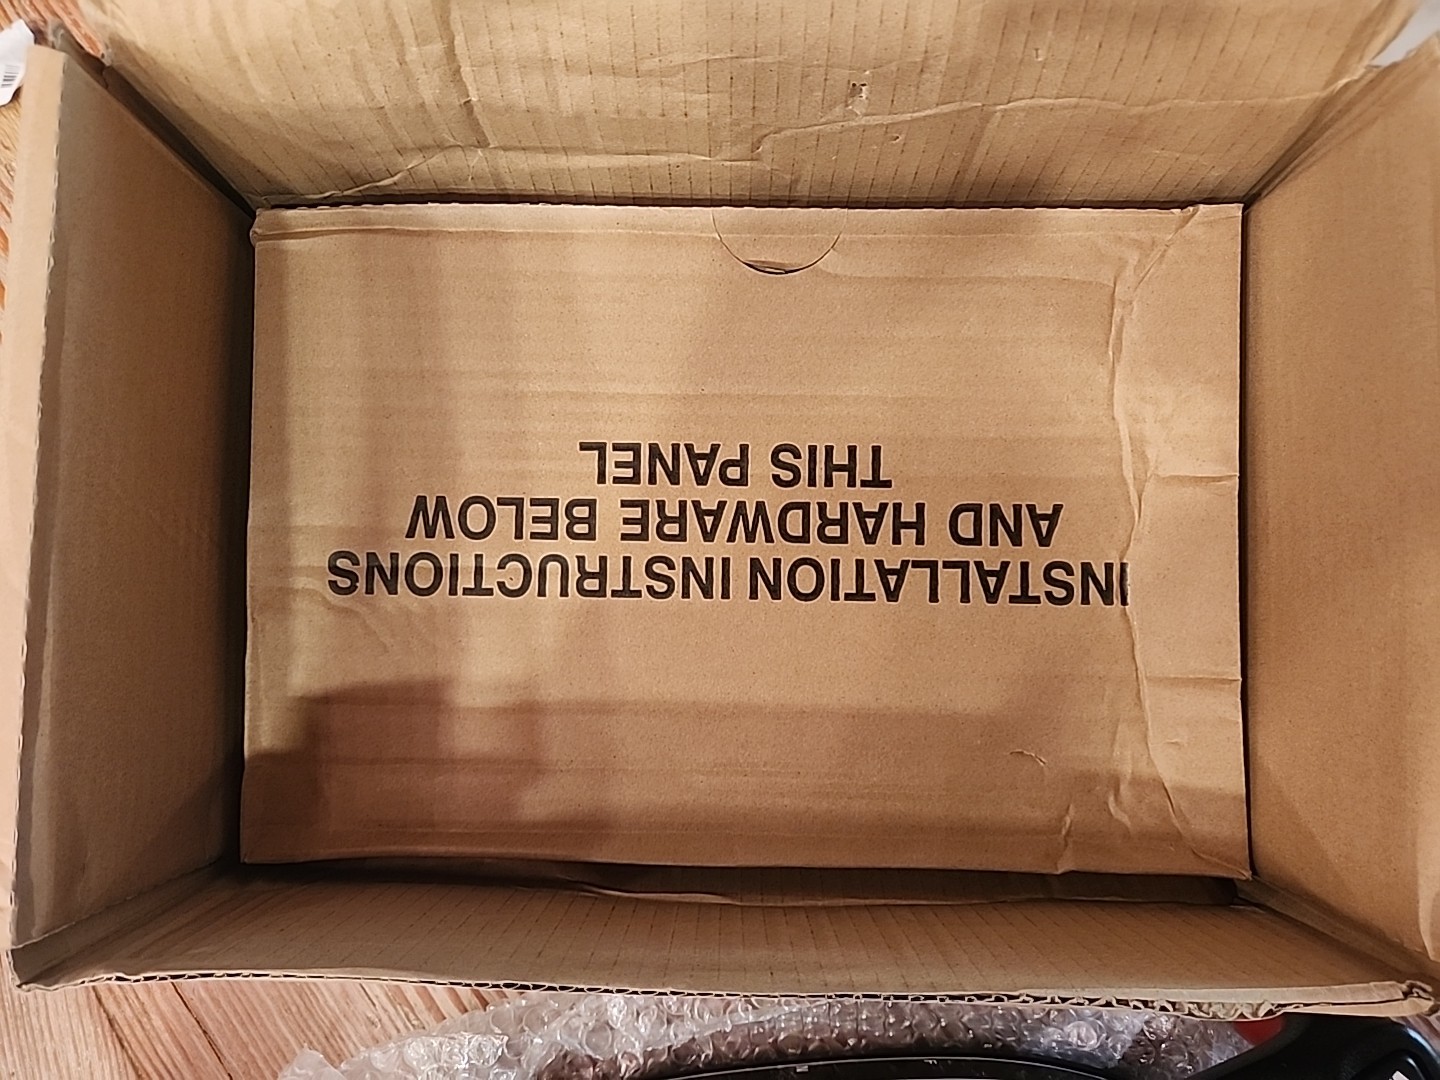 INSTALLATION INSTRUCTIONS
AND HARDWARE BELOW
THIS PANEL